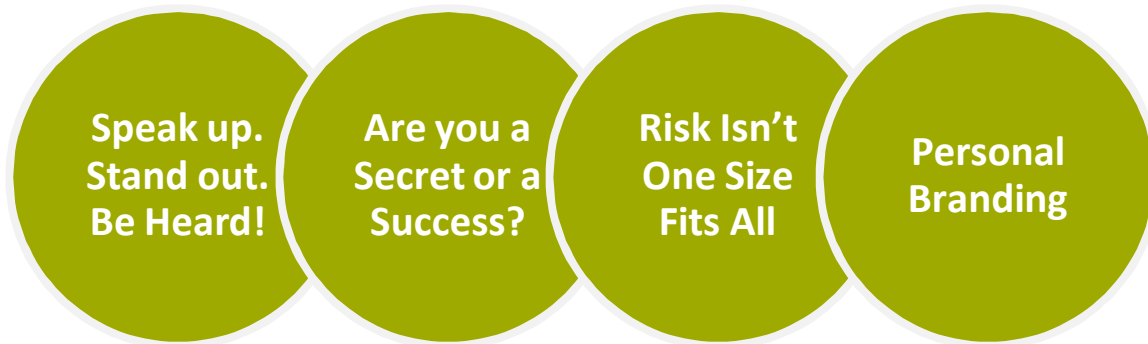 Speak up.
Stand out.
Be Heard!
Are you a
Secret or a
Success?
Risk Isn’t
One Size
Fits All
Personal
Branding